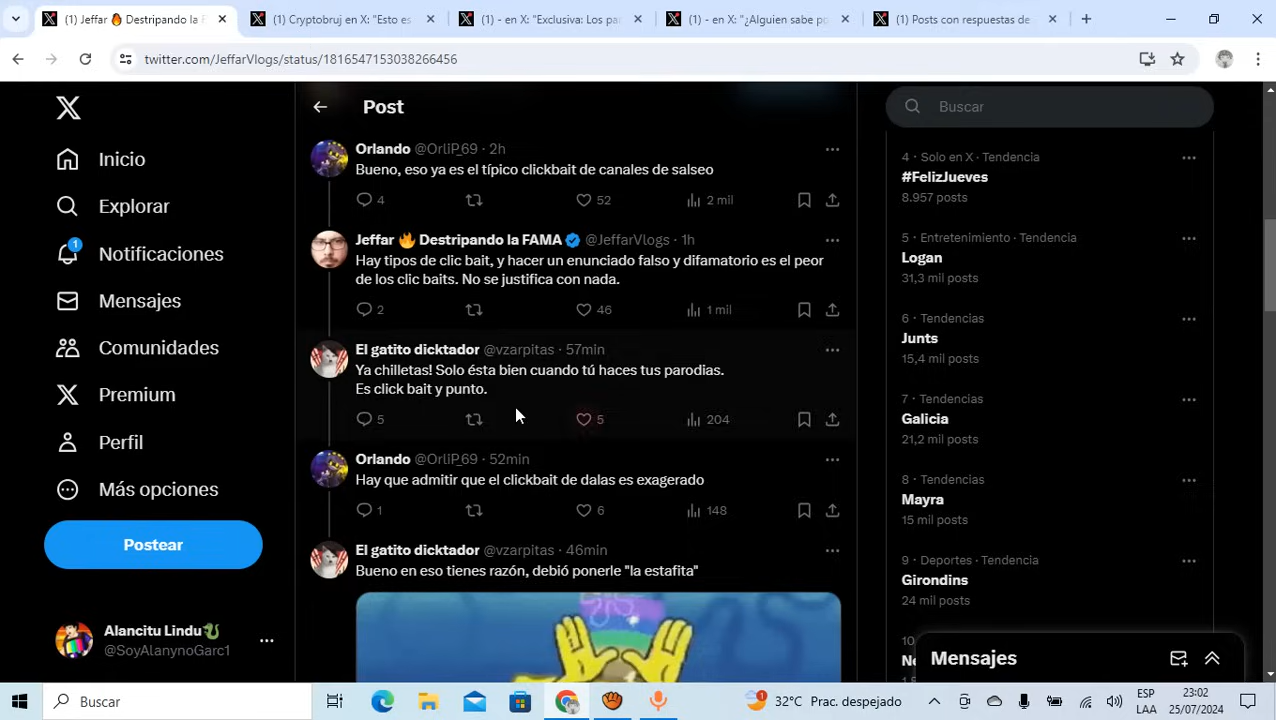 (1) Jeffar 🔥 Destripando la F
(1) Cryptobruj en X: "Esto es
(1) - en X: "Exclusiva: Los pa
(1) - en X: "¿Alguien sabe po
(1) Posts con respuestas de
twitter.com/JeffarVlogs/status/1816547153038266456
Post
Buscar
Inicio
Explorar
1
Notificaciones
Mensajes
Comunidades
Premium
Perfil
Más opciones
Postear
Alancitu Lindu🐍
@SoyAlanynoGarc1
Orlando @OrliP_69 · 2h
Bueno, eso ya es el típico clickbait de canales de salseo
4 52 2 mil
Jeffar 🔥 Destripando la FAMA @JeffarVlogs · 1h
Hay tipos de clic bait, y hacer un enunciado falso y difamatorio es el peor
de los clic baits. No se justifica con nada.
2 46 1 mil
El gatito dicktador @vzarpitas · 57min
Ya chilletas! Solo ésta bien cuando tú haces tus parodias.
Es click bait y punto.
5 5 204
Orlando @OrliP_69 · 52min
Hay que admitir que el clickbait de dalas es exagerado
1 6 148
El gatito dicktador @vzarpitas · 46min
Bueno en eso tienes razón, debió ponerle "la estafita"
4 · Solo en X · Tendencia
#FelizJueves
8.957 posts
5 · Entretenimiento · Tendencia
Logan
31,3 mil posts
6 · Tendencias
Junts
15,4 mil posts
7 · Tendencias
Galicia
21,2 mil posts
8 · Tendencias
Mayra
15 mil posts
9 · Deportes · Tendencia
Girondins
24 mil posts
Mensajes
Buscar
1
32°C Prac. despejado
ESP
LAA
23:02
25/07/2024